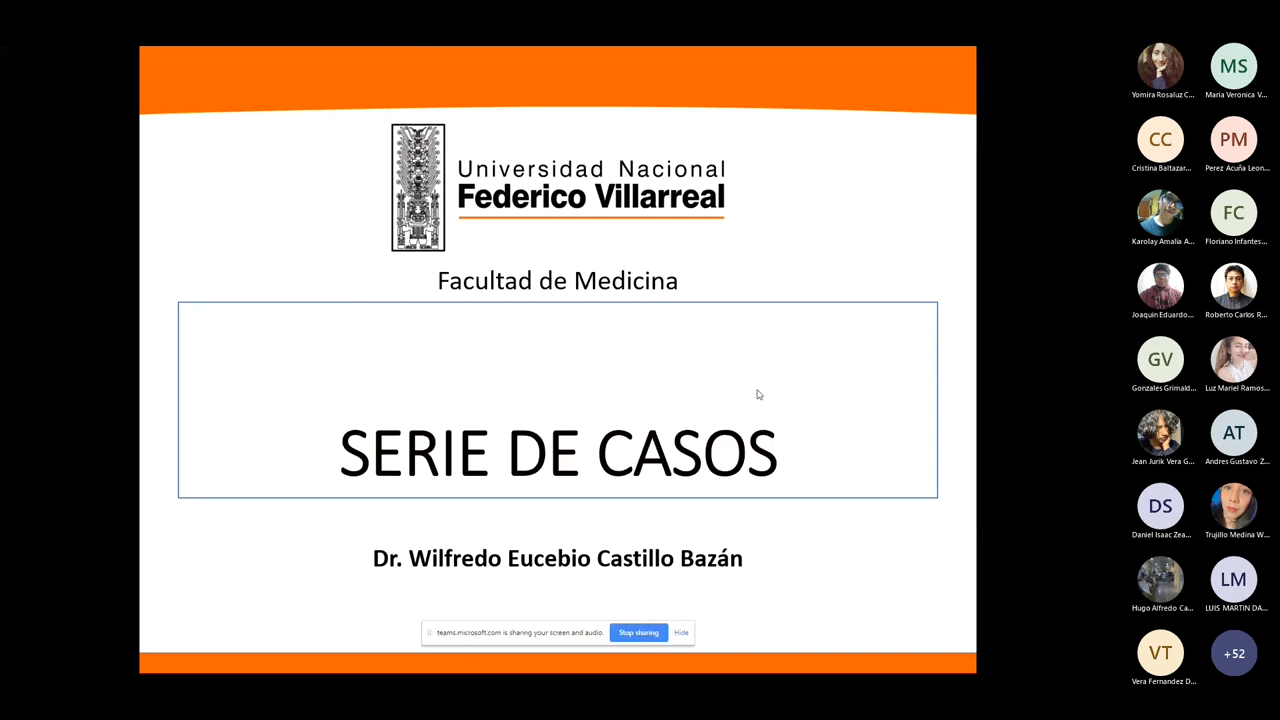 Universidad Nacional
Federico Villarreal
Facultad de Medicina
SERIE DE CASOS
Dr. Wilfredo Eucebio Castillo Bazán
teams.microsoft.com is sharing your screen and audio.
Stop sharing
Hide
Yomira Rosaluz C...
MS
Maria Veronica V...
CC
Cristina Baltazar...
PM
Perez Acuña Leon...
Karolay Amalia A...
FC
Floriano Infantes...
Joaquin Eduardo...
Roberto Carlos R...
GV
Gonzales Grimald...
Luz Mariel Ramos...
Jean Jurik Vera G...
AT
Andres Gustavo Z...
DS
Daniel Isaac Zea...
Trujillo Medina W...
Hugo Alfredo Ca...
LM
LUIS MARTIN DA...
VT
Vera Fernandez D...
+52